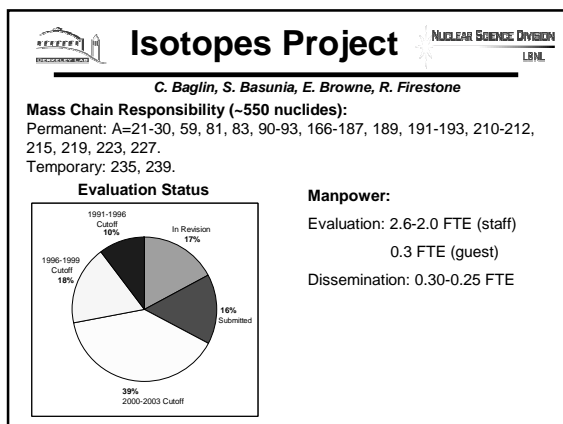 BERKELEY LAB
Isotopes Project
NUCLEAR SCIENCE DIVISION
LBNL
C. Baglin, S. Basunia, E. Browne, R. Firestone
Mass Chain Responsibility (~550 nuclides):
Permanent: A=21-30, 59, 81, 83, 90-93, 166-187, 189, 191-193, 210-212,
215, 219, 223, 227.
Temporary: 235, 239.
Evaluation Status
1991-1996
Cutoff
10%
In Revision
17%
1996-1999
Cutoff
18%
16%
Submitted
39%
2000-2003 Cutoff
Manpower:
Evaluation: 2.6-2.0 FTE (staff)
0.3 FTE (guest)
Dissemination: 0.30-0.25 FTE